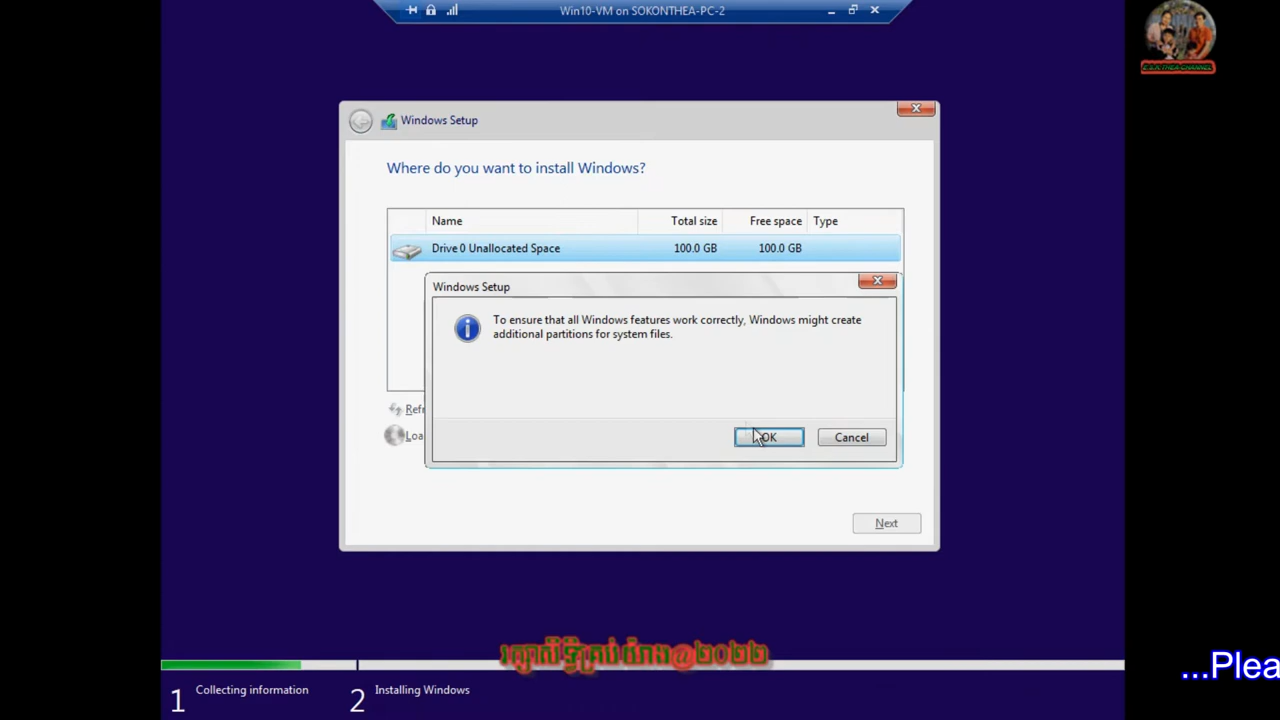 Win10-VM on SOKONTHEA-PC-2
Windows Setup
Where do you want to install Windows?
Name Total size Free space Type
Drive 0 Unallocated Space 100.0 GB 100.0 GB
Windows Setup
To ensure that all Windows features work correctly, Windows might create
additional partitions for system files.
OK Cancel
Next
...Plea
1 Collecting information 2 Installing Windows